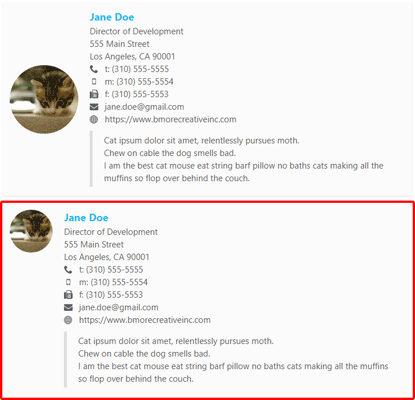 Jane Doe
Director of Development
555 Main Street
Los Angeles, CA 90001
t: (310) 555-5555
m: (310) 555-5554
f: (310) 555-5553
jane.doe@gmail.com
https://www.bmorecreativeinc.com
Cat ipsum dolor sit amet, relentlessly pursues moth.
Chew on cable the dog smells bad.
I am the best cat mouse eat string barf pillow no baths cats making all the
muffins so flop over behind the couch.
Jane Doe
Director of Development
555 Main Street
Los Angeles, CA 90001
t: (310) 555-5555
m: (310) 555-5554
f: (310) 555-5553
jane.doe@gmail.com
https://www.bmorecreativeinc.com
Cat ipsum dolor sit amet, relentlessly pursues moth.
Chew on cable the dog smells bad.
I am the best cat mouse eat string barf pillow no baths cats making all the muffins
so flop over behind the couch.